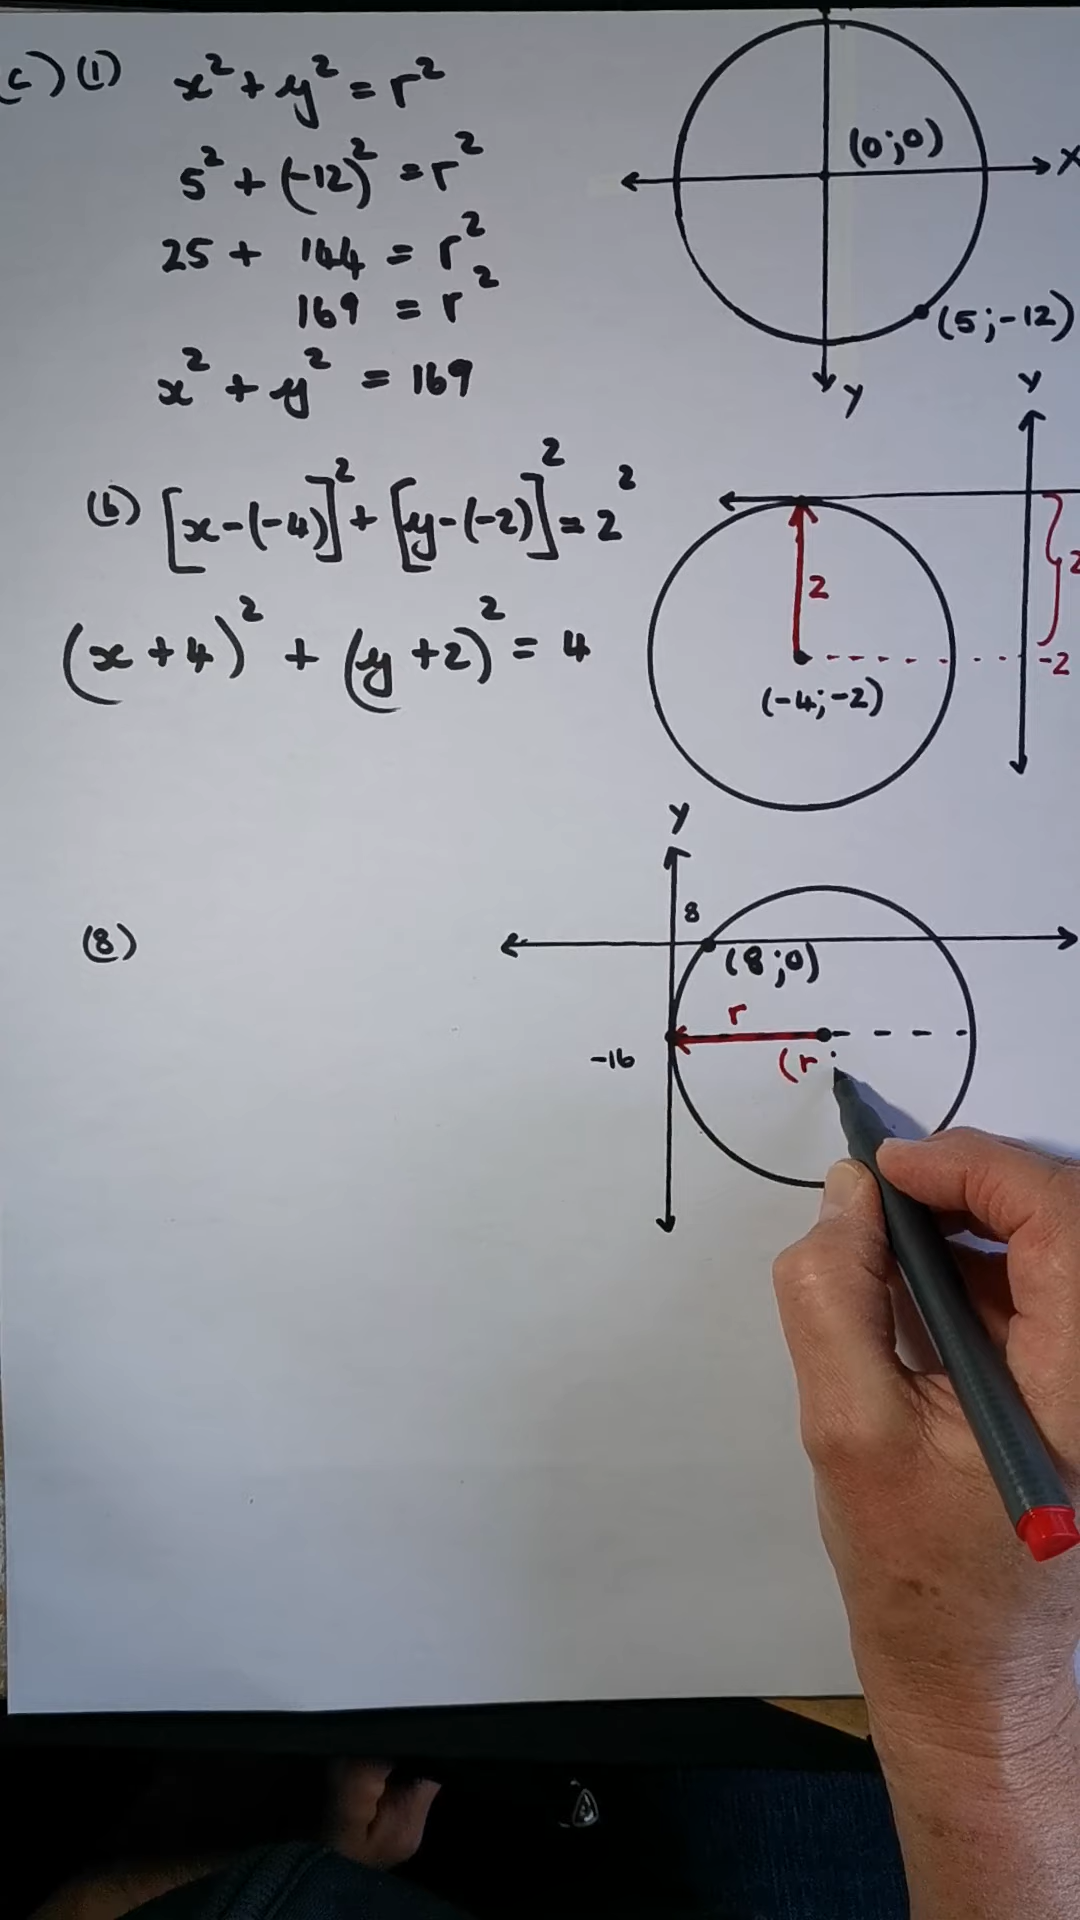 (c) (1) x² + y² = r²
5² + (-12)² = r²
25 + 144 = r²
169 = r²
x² + y² = 169
(0;0)
X
(5;-12)
y
(6) [x-(-4)]² + [y-(-2)]² = 2²
(x+4)² + (y+2)² = 4
y
2
2
-2
(-4;-2)
(8)
y
8
(8;0)
r
-16
(r;